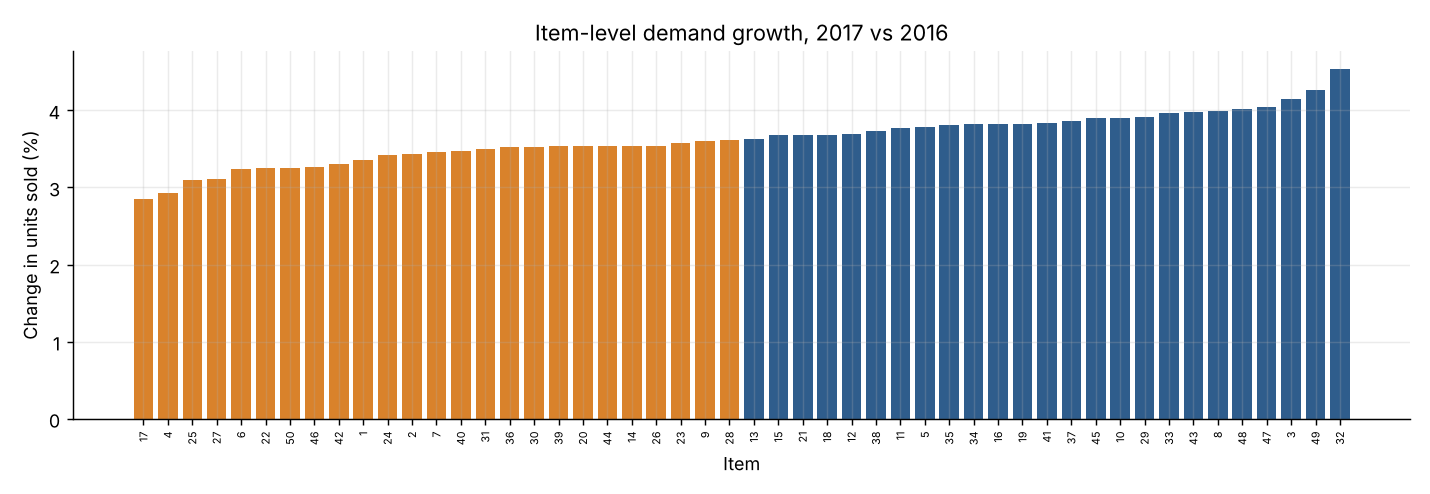 Item-level demand growth, 2017 vs 2016
Change in units sold (%)
4
3
2
1
0
17 4 25 27 6 22 50 46 42 1 24 2 7 40 31 36 30 39 20 44 14 26 23 9 28 13 15 21 18 12 38 11 5 35 34 16 19 41 37 45 10 29 33 43 8 48 47 3 49 32
Item